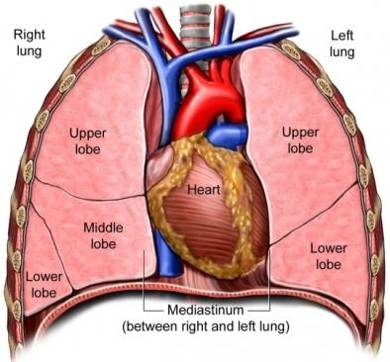 Right
lung
Left
lung
Upper
lobe
Upper
lobe
Heart
Middle
lobe
Lower
lobe
Lower
lobe
Mediastinum
(between right and left lung)